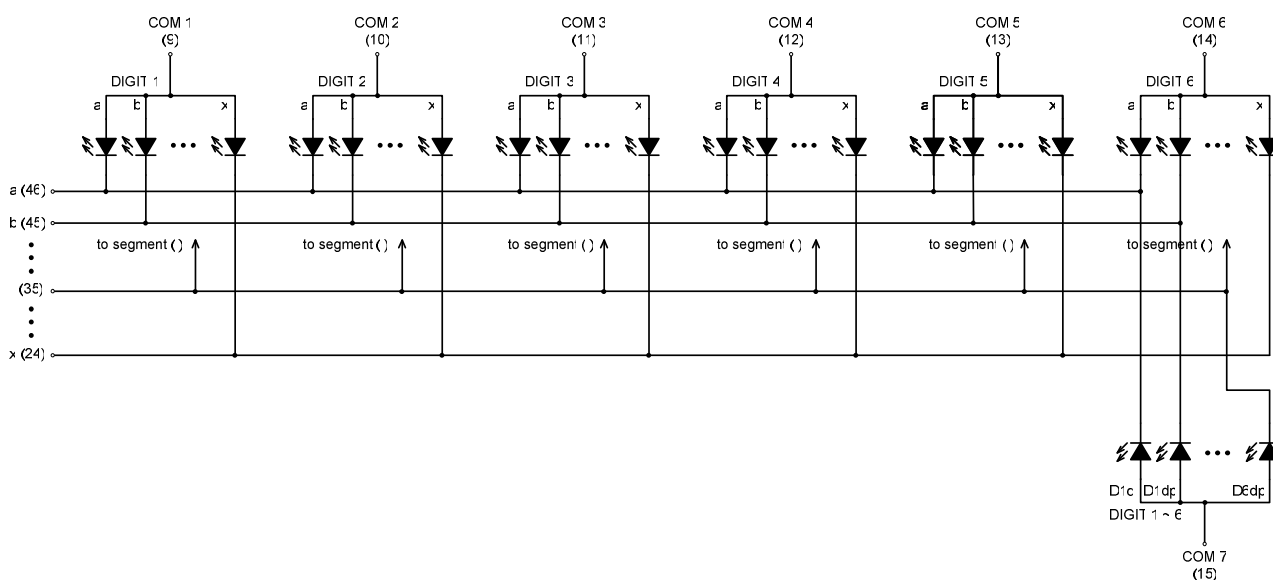 COM 1 COM 2 COM 3 COM 4 COM 5 COM 6
(9) (10) (11) (12) (13) (14)
DIGIT 1 DIGIT 2 DIGIT 3 DIGIT 4 DIGIT 5 DIGIT 6
a b x a b x a b x a b x a b x a b x
a (46)
b (45)
to segment ( ) to segment ( ) to segment ( ) to segment ( ) to segment ( ) to segment ( )
(35)
x (24)
D1c D1dp D6dp
DIGIT 1 ~ 6
COM 7
(15)